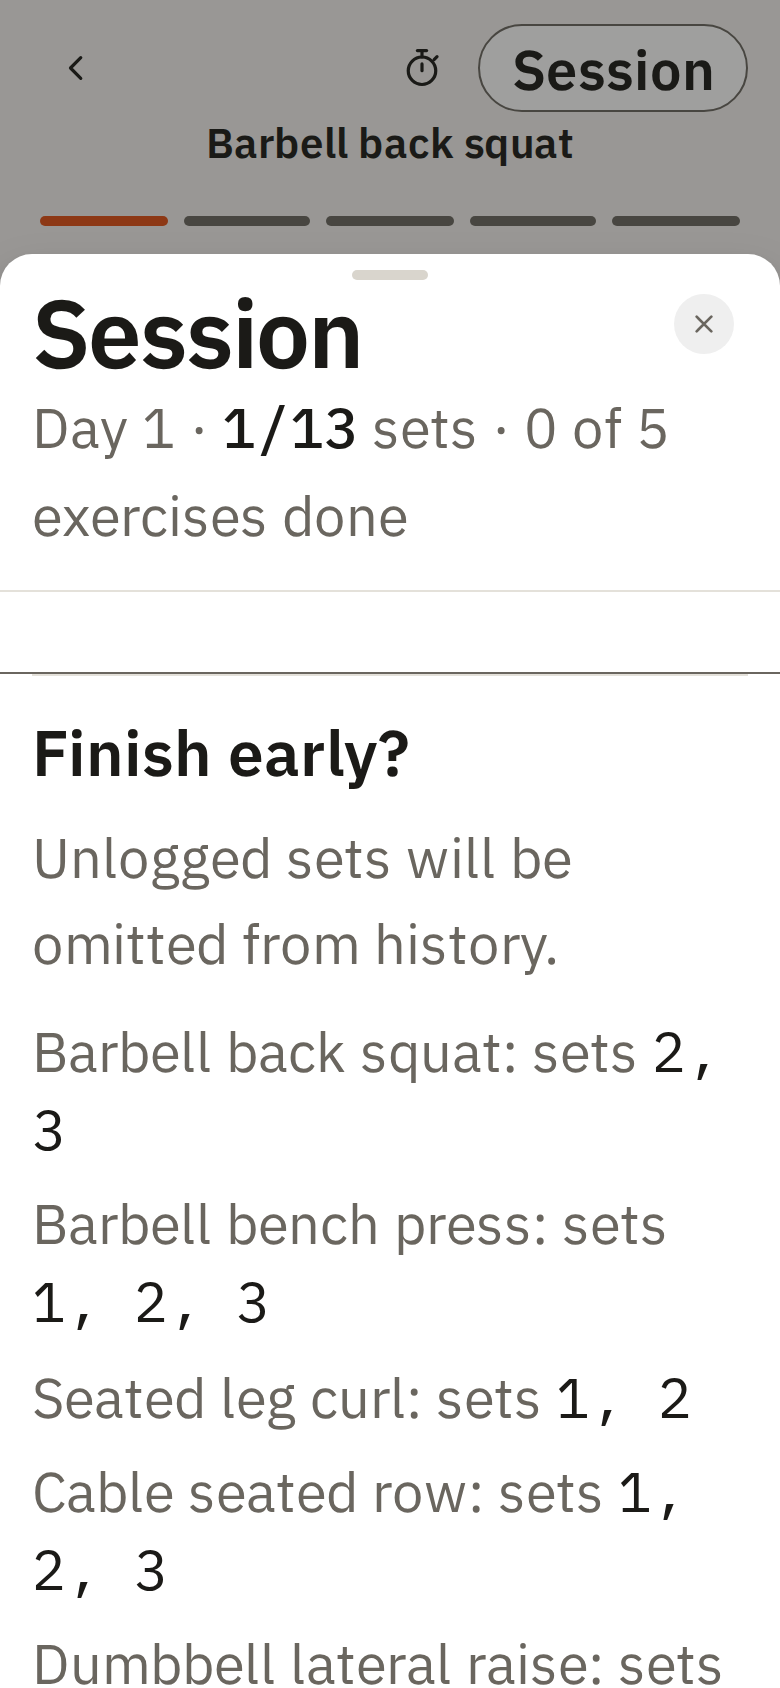 Session
Barbell back squat
Session
Day 1 · 1/13 sets · 0 of 5
exercises done
Finish early?
Unlogged sets will be
omitted from history.
Barbell back squat: sets 2,
3
Barbell bench press: sets
1, 2, 3
Seated leg curl: sets 1, 2
Cable seated row: sets 1,
2, 3
Dumbbell lateral raise: sets